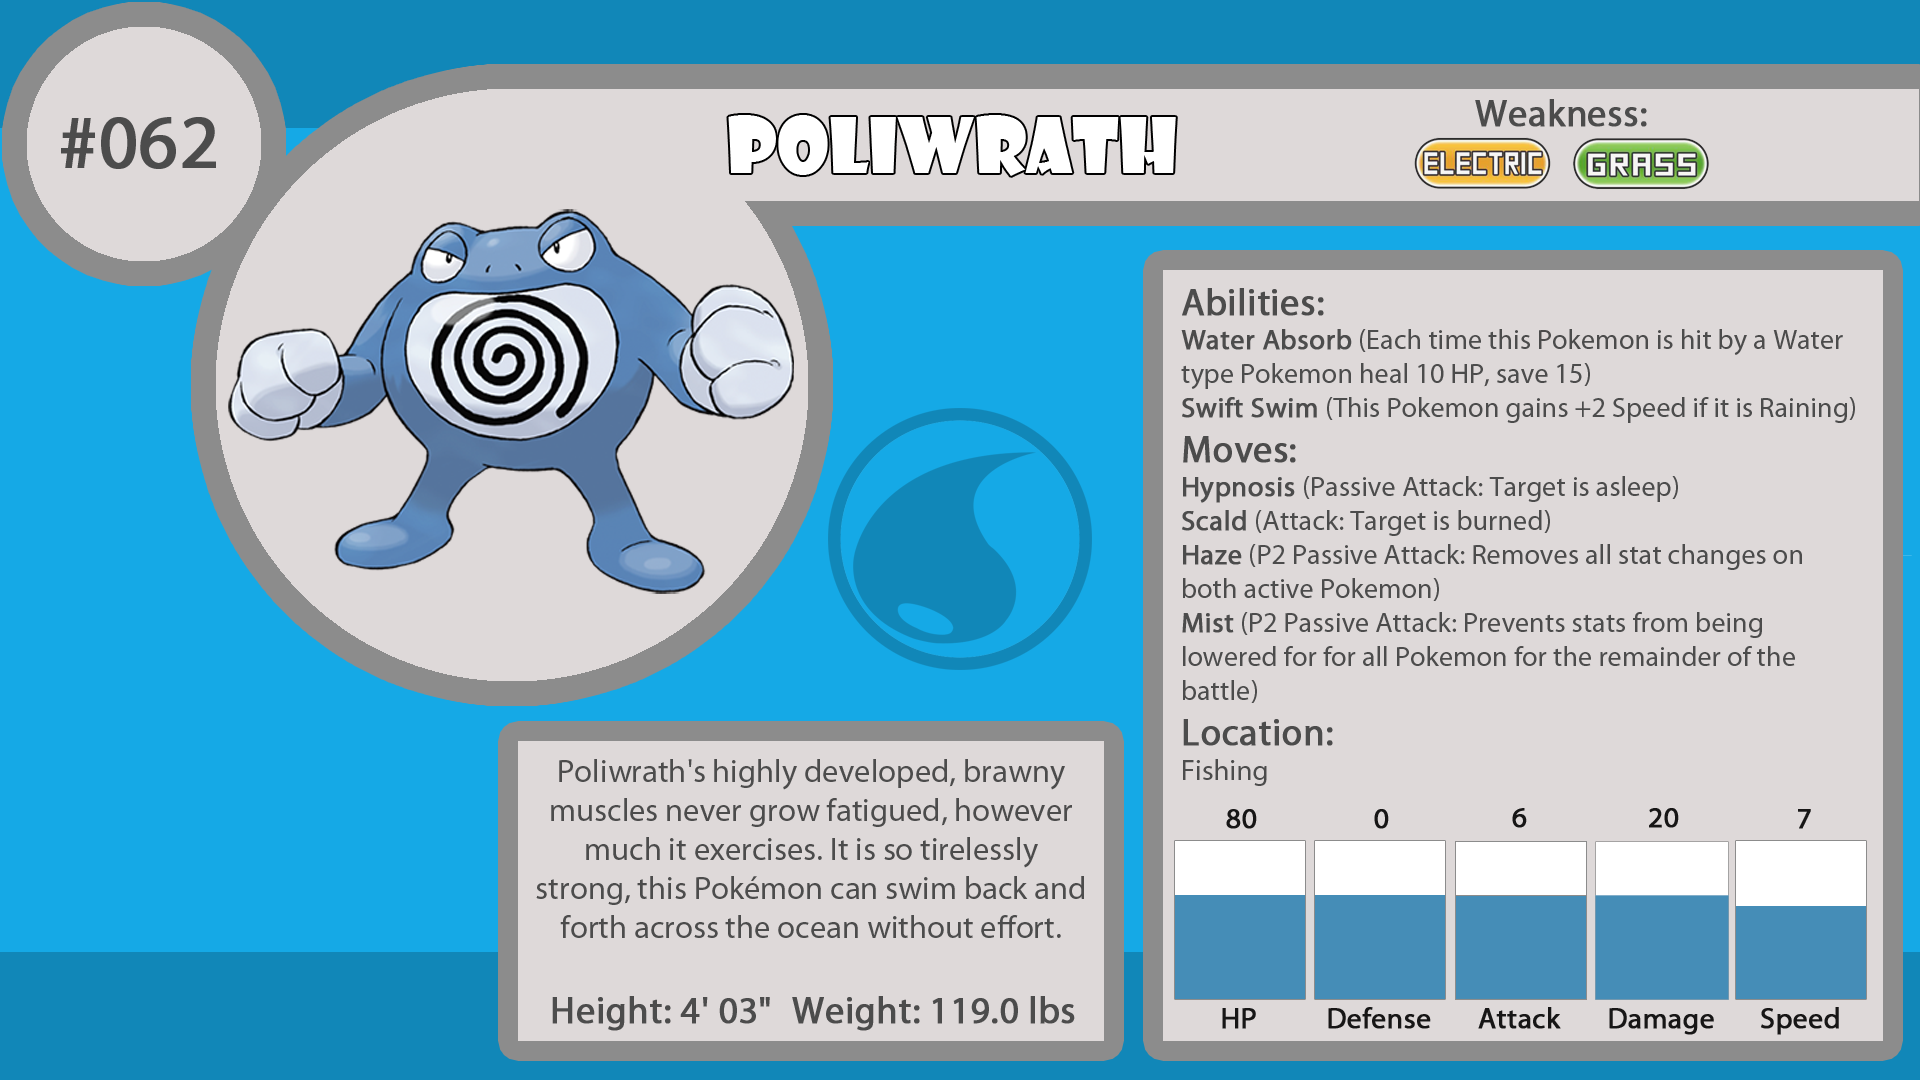 #062
POLIWRATH
Weakness:
ELECTRIC GRASS
Abilities:
Water Absorb (Each time this Pokemon is hit by a Water
type Pokemon heal 10 HP, save 15)
Swift Swim (This Pokemon gains +2 Speed if it is Raining)
Moves:
Hypnosis (Passive Attack: Target is asleep)
Scald (Attack: Target is burned)
Haze (P2 Passive Attack: Removes all stat changes on
both active Pokemon)
Mist (P2 Passive Attack: Prevents stats from being
lowered for for all Pokemon for the remainder of the
battle)
Location:
Fishing
80 0 6 20 7
HP Defense Attack Damage Speed
Poliwrath's highly developed, brawny
muscles never grow fatigued, however
much it exercises. It is so tirelessly
strong, this Pokémon can swim back and
forth across the ocean without effort.
Height: 4' 03" Weight: 119.0 lbs